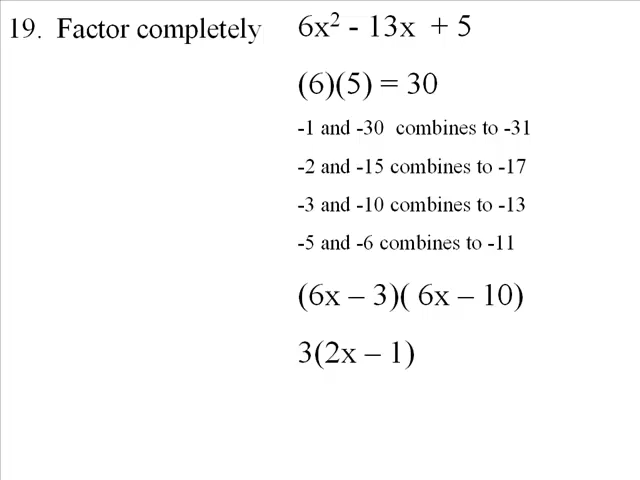 19. Factor completely 6x² - 13x + 5
(6)(5) = 30
-1 and -30 combines to -31
-2 and -15 combines to -17
-3 and -10 combines to -13
-5 and -6 combines to -11
(6x – 3)( 6x – 10)
3(2x – 1)